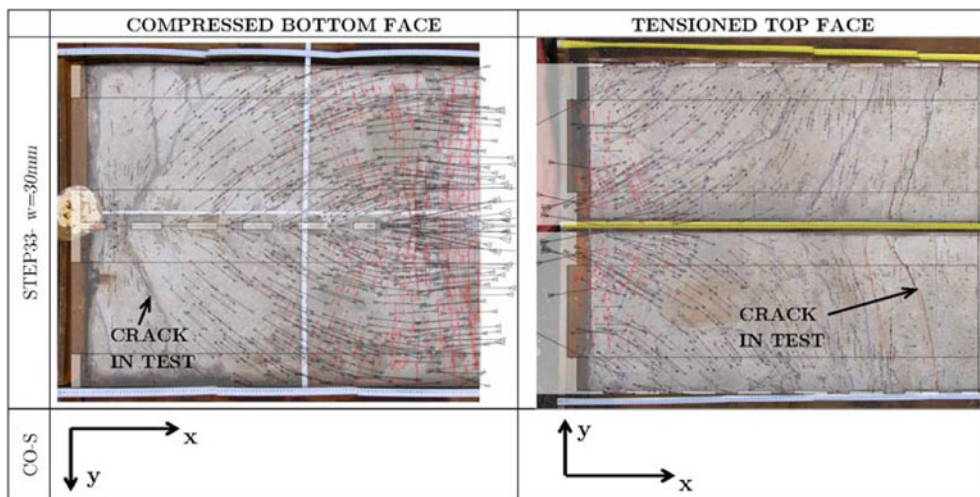 COMPRESSED BOTTOM FACE
TENSIONED TOP FACE
STEP33- w=-30mm
CRACK
IN TEST
CRACK
IN TEST
CO-S
x
y
y
x